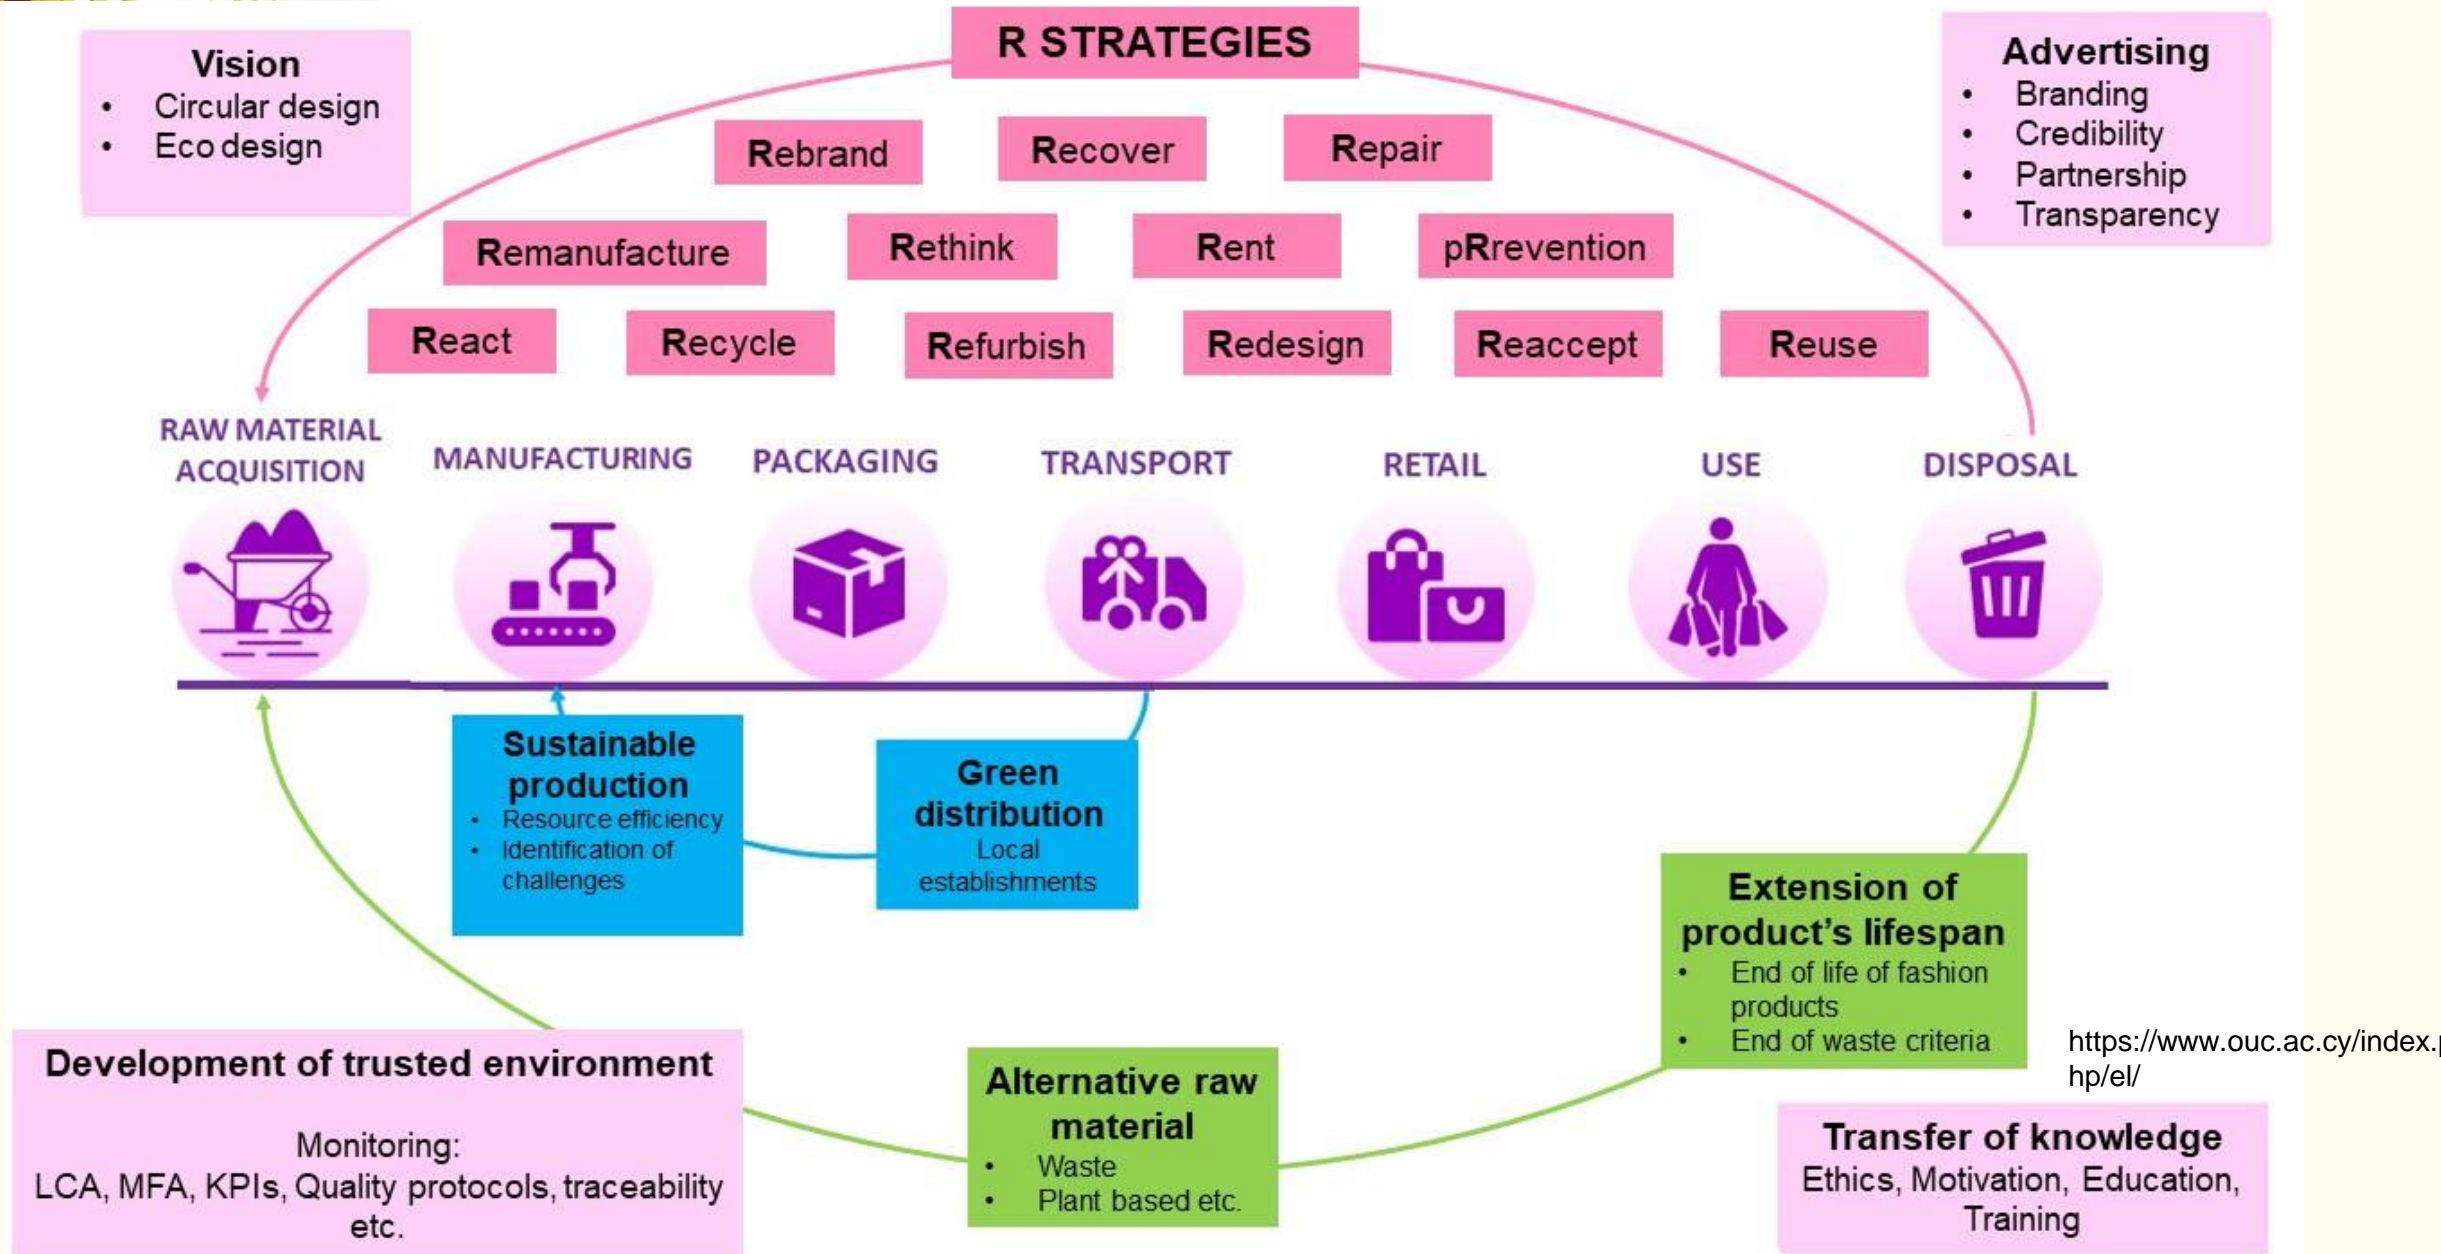 R STRATEGIES
Vision
• Circular design
• Eco design
Advertising
• Branding
• Credibility
• Partnership
• Transparency
Rebrand
Recover
Repair
Remanufacture
Rethink
Rent
pRrevention
React
Recycle
Refurbish
Redesign
Reaccept
Reuse
RAW MATERIAL
ACQUISITION
MANUFACTURING
PACKAGING
TRANSPORT
RETAIL
USE
DISPOSAL
Sustainable
production
• Resource efficiency
• Identification of
challenges
Green
distribution
Local
establishments
Extension of
product’s lifespan
• End of life of fashion
products
• End of waste criteria
https://www.ouc.ac.cy/index.p
hp/el/
Development of trusted environment
Monitoring:
LCA, MFA, KPIs, Quality protocols, traceability
etc.
Alternative raw
material
• Waste
• Plant based etc.
Transfer of knowledge
Ethics, Motivation, Education,
Training